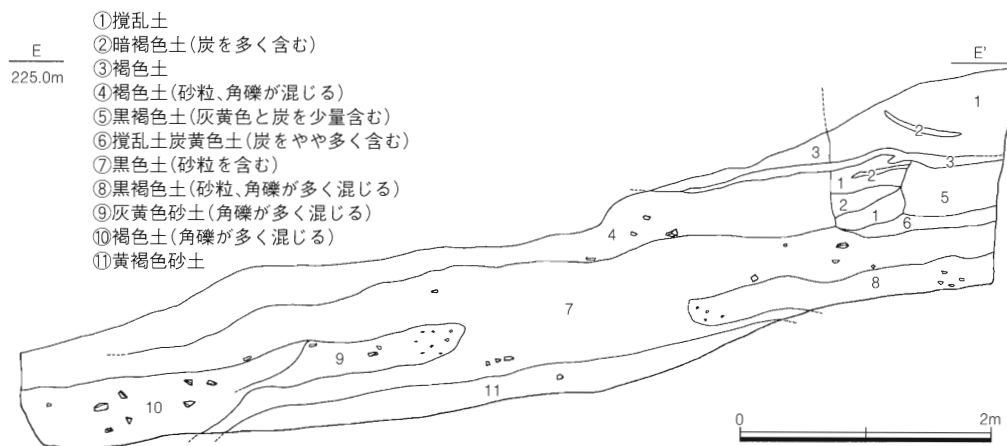 ①撹乱土
②暗褐色土(炭を多く含む)
③褐色土
④褐色土(砂粒、角礫が混じる)
⑤黒褐色土(灰黄色と炭を少量含む)
⑥撹乱土炭黄色土(炭をやや多く含む)
⑦黒色土(砂粒を含む)
⑧黒褐色土(砂粒、角礫が多く混じる)
⑨灰黄色砂土(角礫が多く混じる)
⑩褐色土(角礫が多く混じる)
⑪黄褐色砂土
E
225.0m
E'
1
2
3
3
1
2
5
2
1
6
4
7
8
9
11
10
0
2m